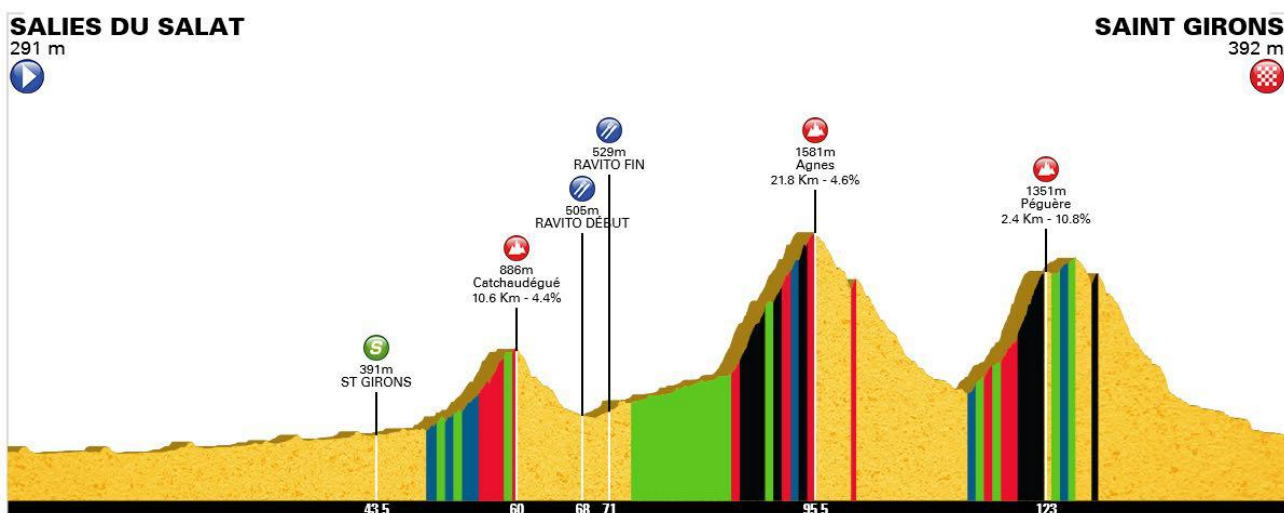 SALIES DU SALAT
291 m
SAINT GIRONS
392 m
S
391m
ST GIRONS
886m
Catchaudégué
10.6 Km - 4.4%
505m
RAVITO DÉBUT
529m
RAVITO FIN
1581m
Agnes
21.8 Km - 4.6%
1351m
Péguère
2.4 Km - 10.8%
43.5
60
68
71
95.5
123